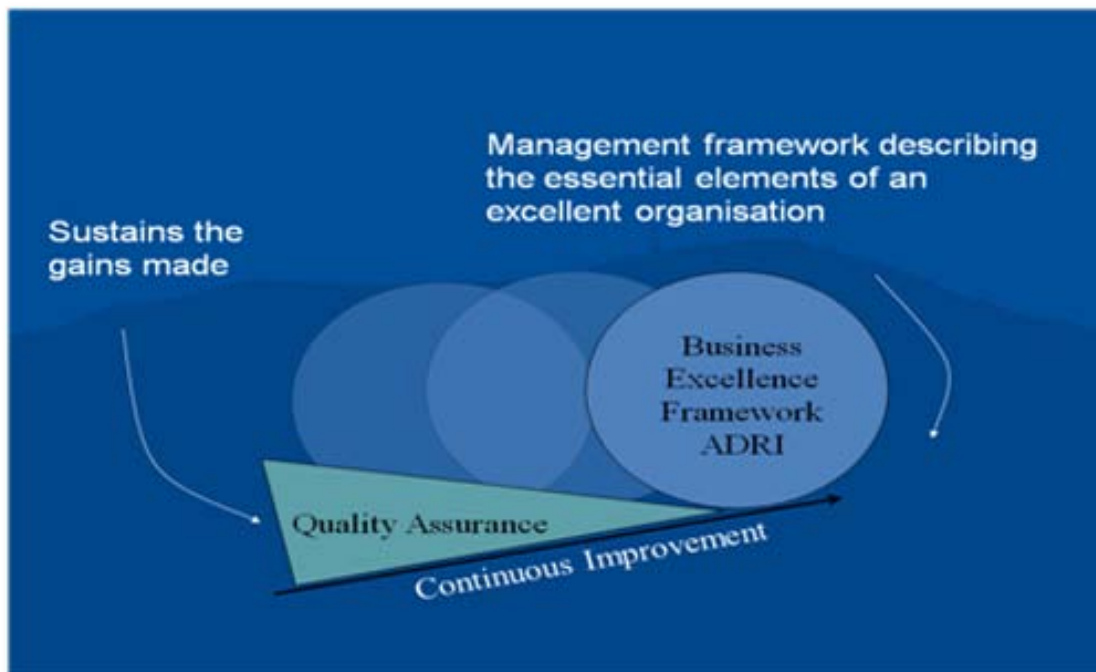 Management framework describing
the essential elements of an
excellent organisation
Sustains the
gains made
Business
Excellence
Framework
ADRI
Quality Assurance
Continuous Improvement